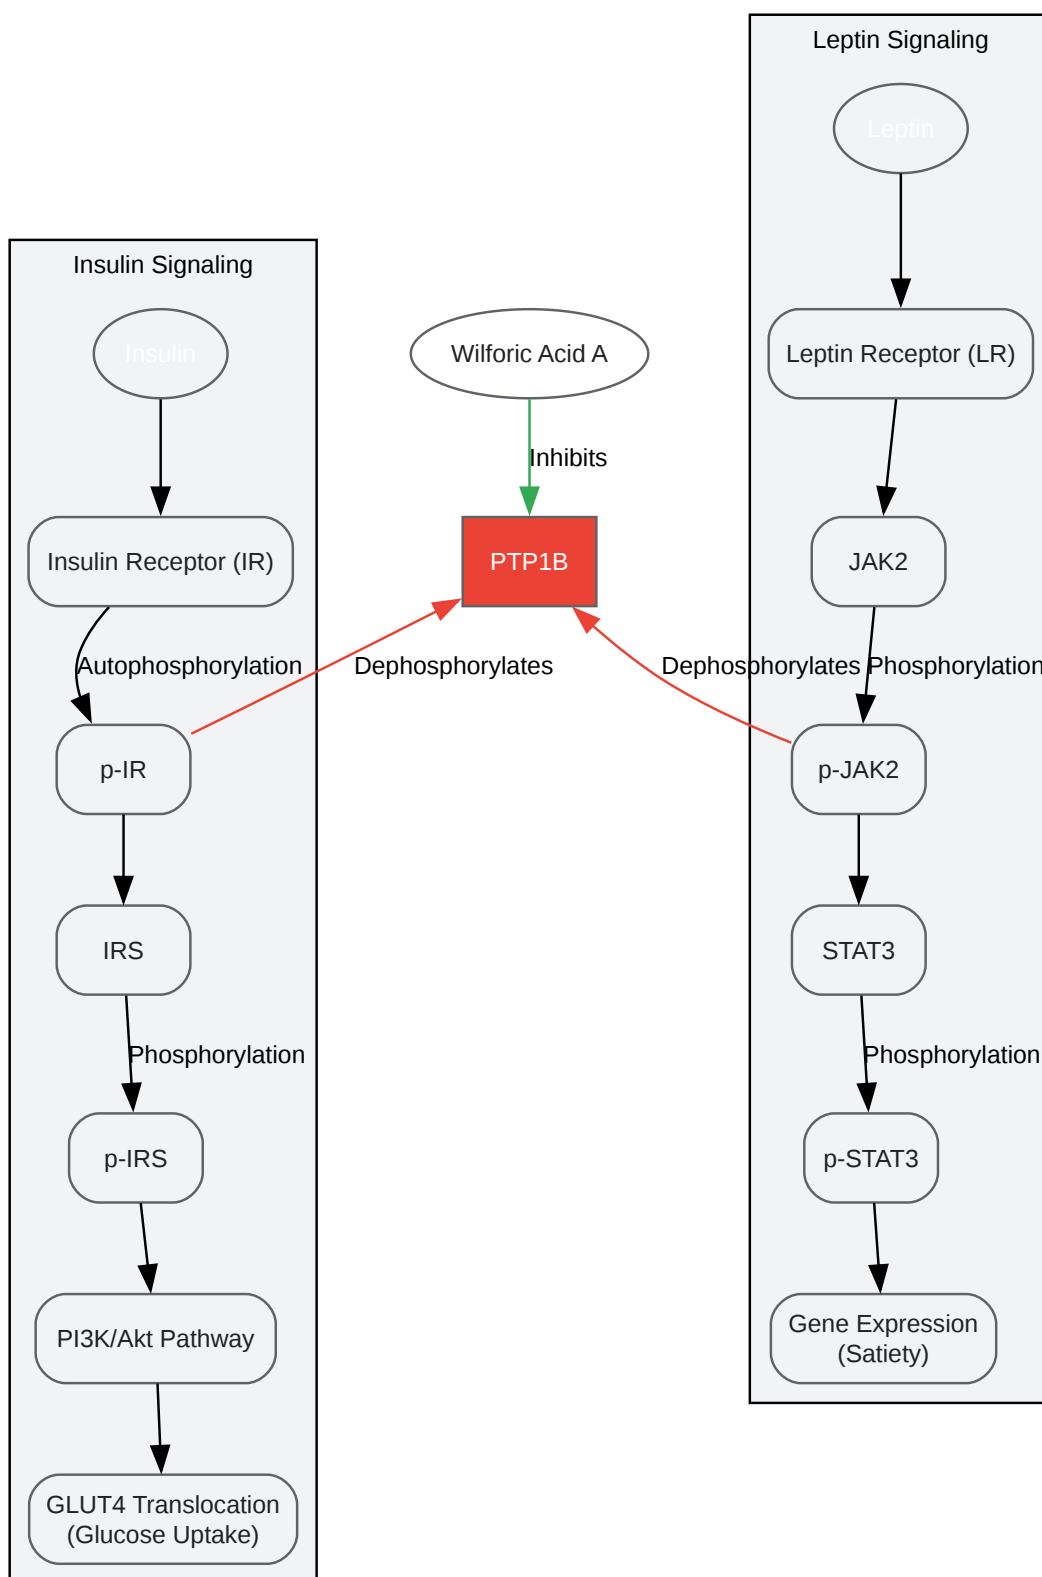 Leptin Signaling
Leptin
Insulin Signaling
Insulin
Wilforic Acid A
Leptin Receptor (LR)
Inhibits
Insulin Receptor (IR)
PTP1B
JAK2
Autophosphorylation
Dephosphorylates
Dephosphorylates
Phosphorylation
p-IR
p-JAK2
IRS
STAT3
Phosphorylation
Phosphorylation
p-IRS
p-STAT3
PI3K/Akt Pathway
Gene Expression
(Satiety)
GLUT4 Translocation
(Glucose Uptake)